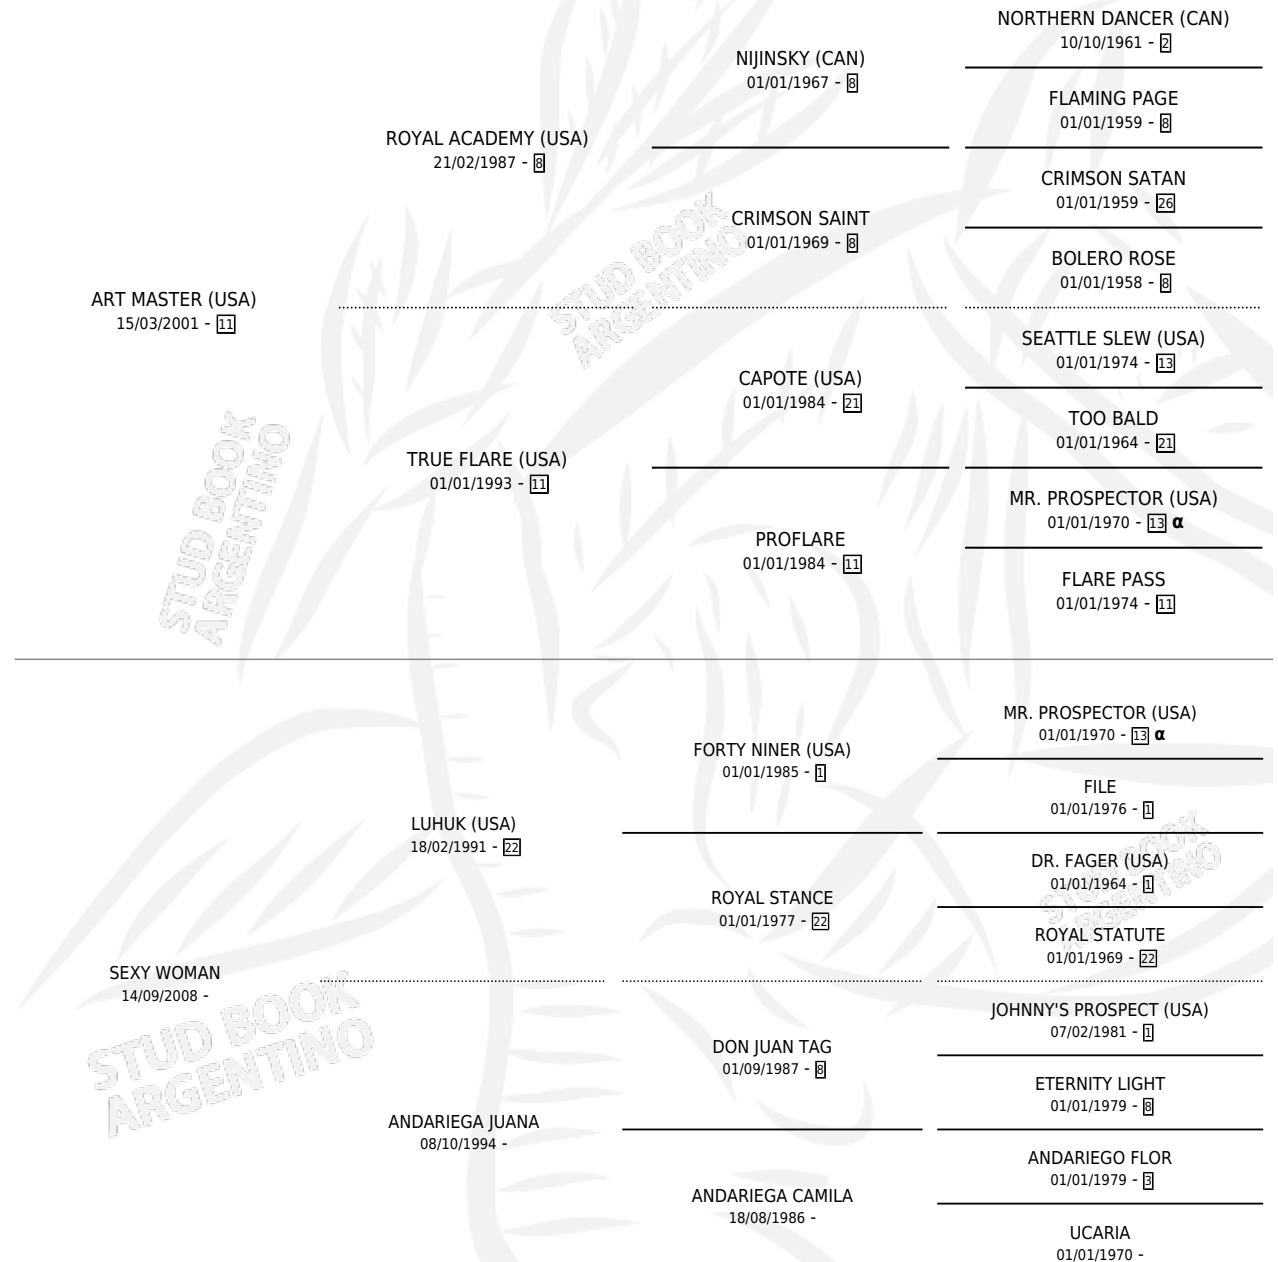 NORTHERN DANCER (CAN)
10/10/1961 - 2
NIJINSKY (CAN)
01/01/1967 - 8
FLAMING PAGE
01/01/1959 - 8
ROYAL ACADEMY (USA)
21/02/1987 - 8
CRIMSON SATAN
01/01/1959 - 26
CRIMSON SAINT
01/01/1969 - 8
BOLERO ROSE
01/01/1958 - 8
ART MASTER (USA)
15/03/2001 - 11
SEATTLE SLEW (USA)
01/01/1974 - 13
CAPOTE (USA)
01/01/1984 - 21
TOO BALD
01/01/1964 - 21
TRUE FLARE (USA)
01/01/1993 - 11
MR. PROSPECTOR (USA)
01/01/1970 - 13 α
PROFLARE
01/01/1984 - 11
FLARE PASS
01/01/1974 - 11
MR. PROSPECTOR (USA)
01/01/1970 - 13 α
FORTY NINER (USA)
01/01/1985 - 1
FILE
01/01/1976 - 1
LUHUK (USA)
18/02/1991 - 22
DR. FAGER (USA)
01/01/1964 - 1
ROYAL STANCE
01/01/1977 - 22
ROYAL STATUTE
01/01/1969 - 22
SEXY WOMAN
14/09/2008 -
JOHNNY'S PROSPECT (USA)
07/02/1981 - 1
DON JUAN TAG
01/09/1987 - 8
ETERNITY LIGHT
01/01/1979 - 8
ANDARIEGA JUANA
08/10/1994 -
ANDARIEGO FLOR
01/01/1979 - 3
ANDARIEGA CAMILA
18/08/1986 -
UCARIA
01/01/1970 -
STUD BOOK
ARGENTINO
STUD BOOK
ARGENTINO
STUD BOOK
ARGENTINO
STUD BOOK
ARGENTINO